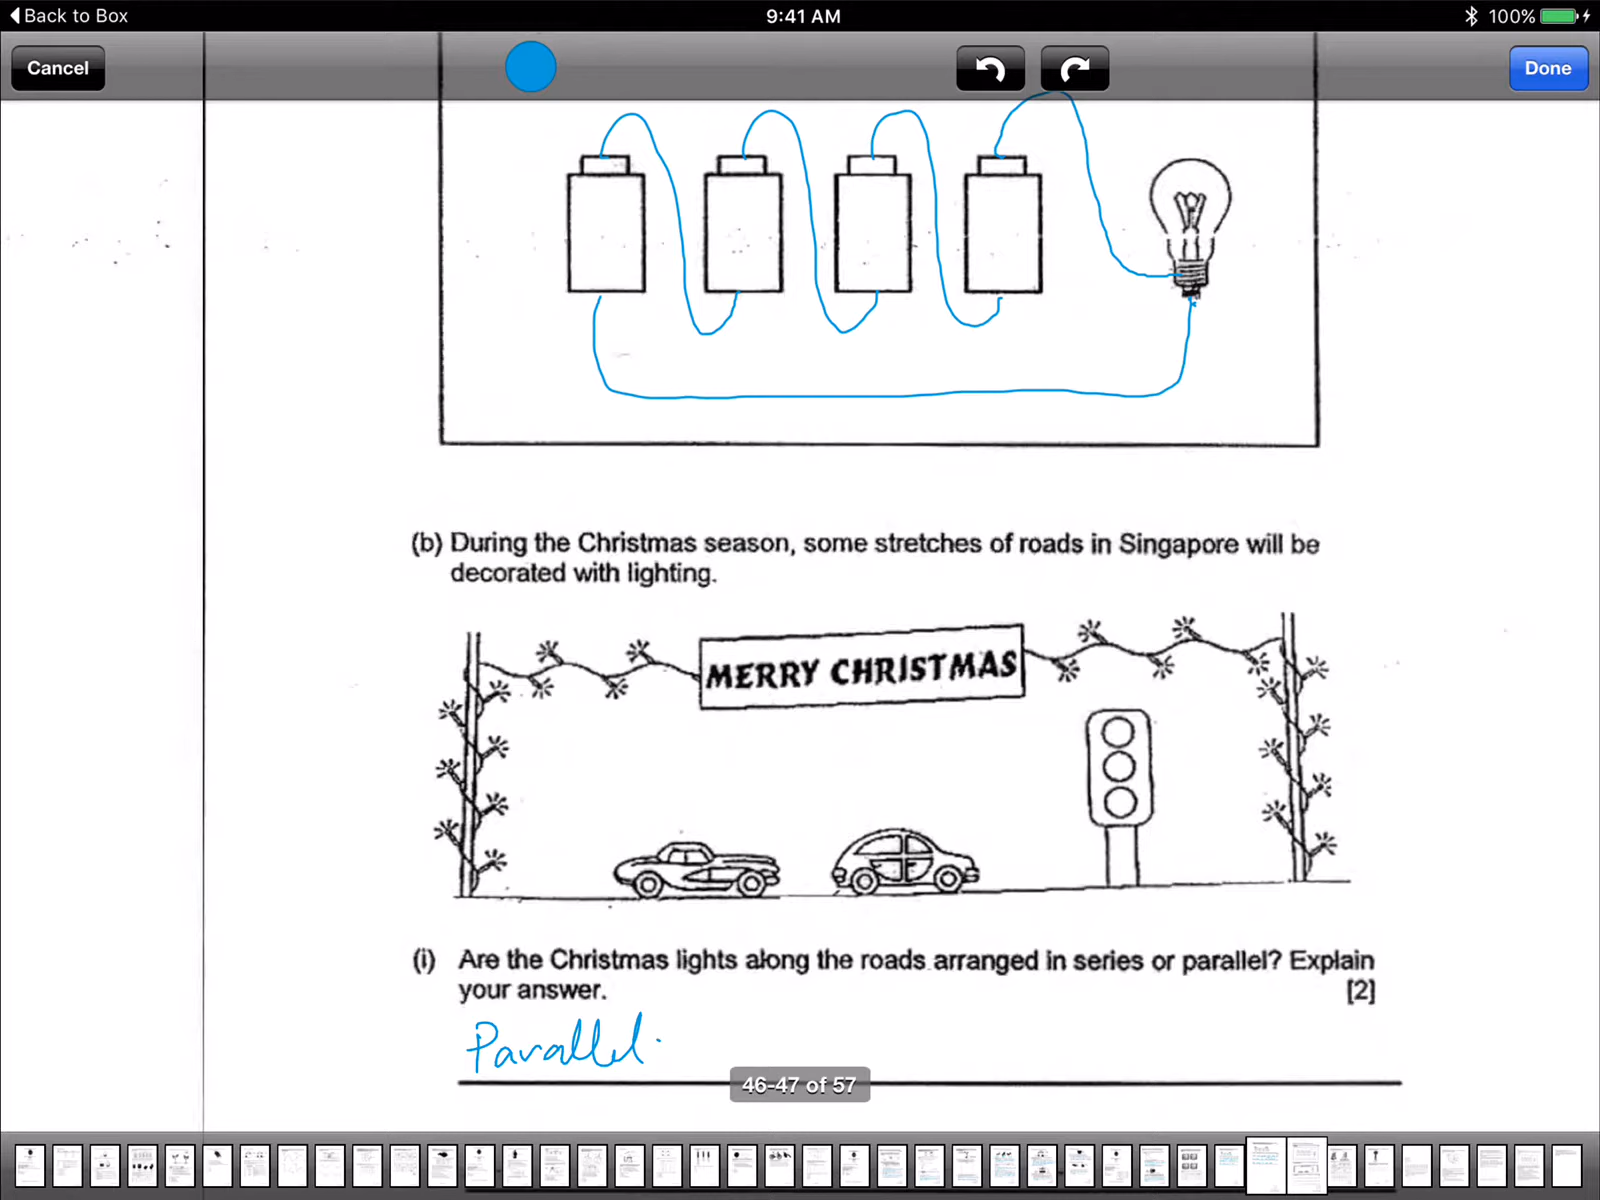 Back to Box
9:41 AM
100%
Cancel
Done
(b) During the Christmas season, some stretches of roads in Singapore will be
decorated with lighting.
MERRY CHRISTMAS
(i) Are the Christmas lights along the roads arranged in series or parallel? Explain
your answer. [2]
Parallel.
46-47 of 57